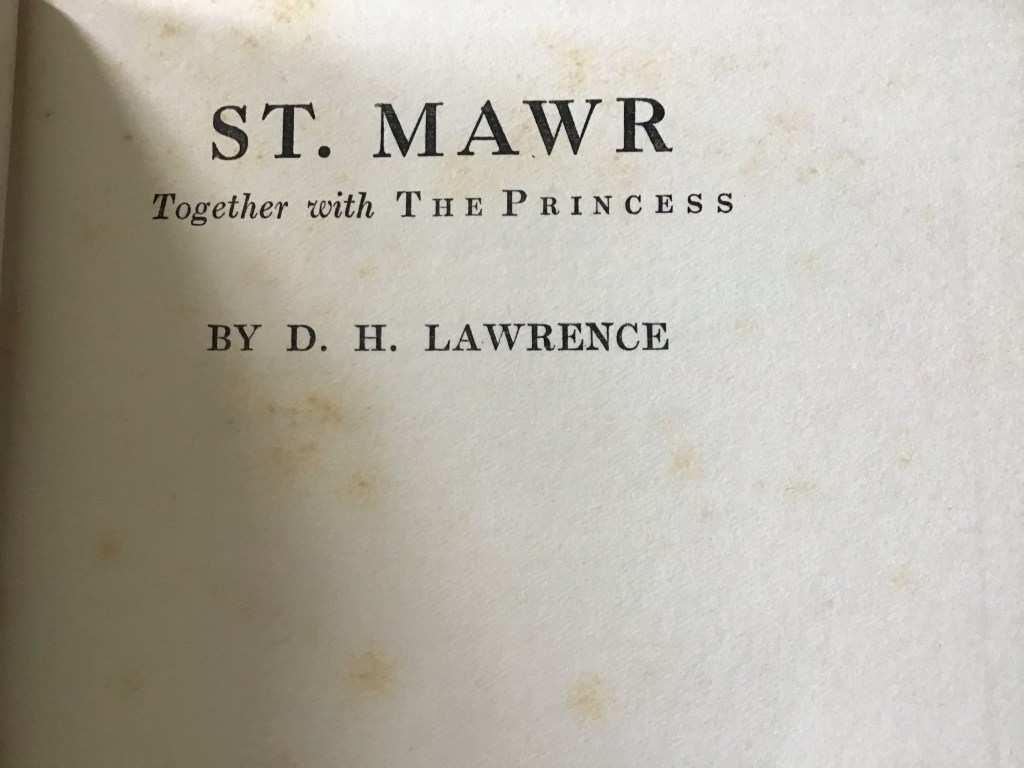 ST. MAWR
Together with THE PRINCESS
BY D. H. LAWRENCE